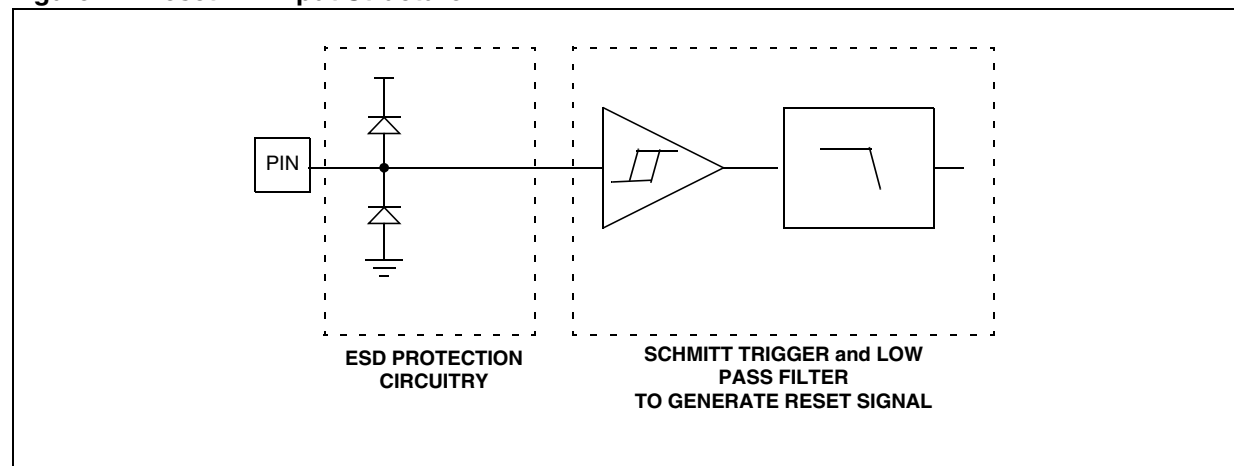 PIN
ESD PROTECTION
CIRCUITRY
SCHMITT TRIGGER and LOW
PASS FILTER
TO GENERATE RESET SIGNAL